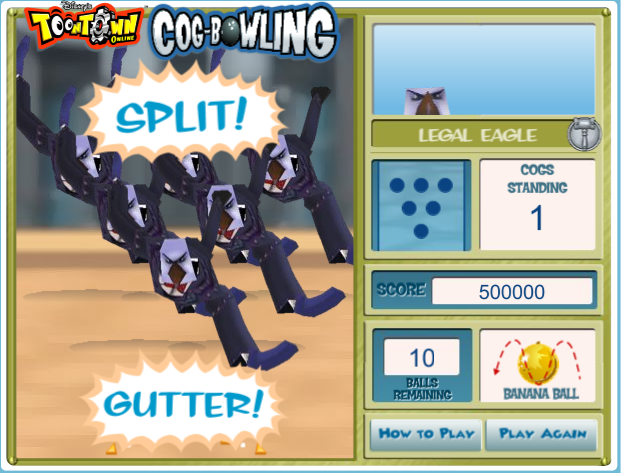 Disney's
TOONTOWN
ONLINE
COG-BOWLING
SPLIT!
GUTTER!
LEGAL EAGLE
COGS
STANDING
1
SCORE 500000
10
BALLS
REMAINING
BANANA BALL
HOW TO PLAY
PLAY AGAIN